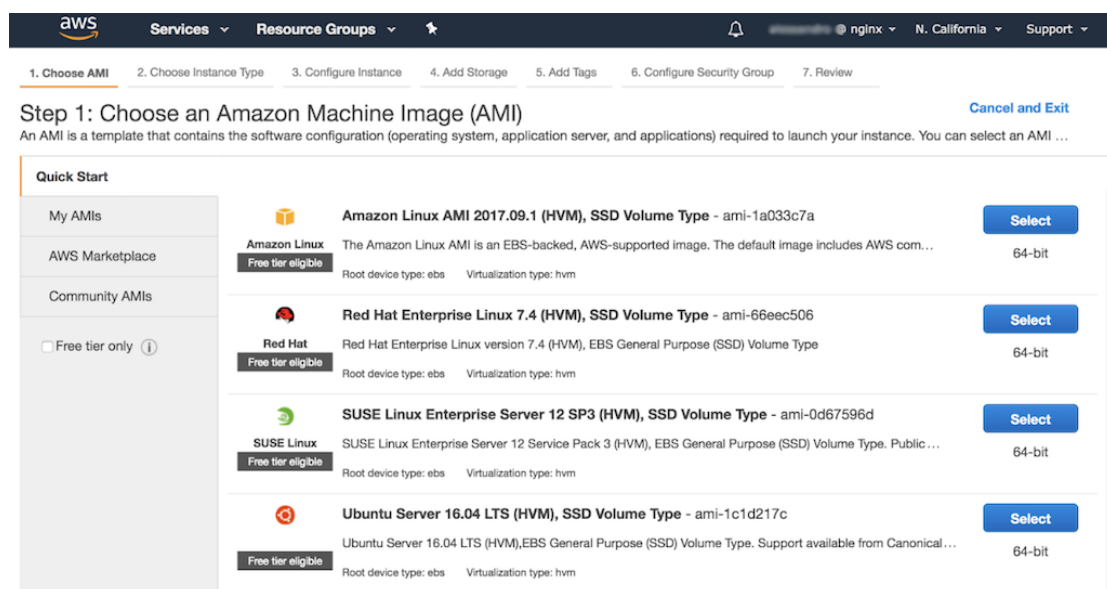 aws Services Resource Groups @ nginx N. California Support
1. Choose AMI 2. Choose Instance Type 3. Configure Instance 4. Add Storage 5. Add Tags 6. Configure Security Group 7. Review
Step 1: Choose an Amazon Machine Image (AMI)
Cancel and Exit
An AMI is a template that contains the software configuration (operating system, application server, and applications) required to launch your instance. You can select an AMI ...
Quick Start
My AMIs
AWS Marketplace
Community AMIs
Free tier only
Amazon Linux
Free tier eligible
Amazon Linux AMI 2017.09.1 (HVM), SSD Volume Type - ami-1a033c7a
The Amazon Linux AMI is an EBS-backed, AWS-supported image. The default image includes AWS com...
Root device type: ebs Virtualization type: hvm
Select
64-bit
Red Hat
Free tier eligible
Red Hat Enterprise Linux 7.4 (HVM), SSD Volume Type - ami-66eec506
Red Hat Enterprise Linux version 7.4 (HVM), EBS General Purpose (SSD) Volume Type
Root device type: ebs Virtualization type: hvm
Select
64-bit
SUSE Linux
Free tier eligible
SUSE Linux Enterprise Server 12 SP3 (HVM), SSD Volume Type - ami-0d67596d
SUSE Linux Enterprise Server 12 Service Pack 3 (HVM), EBS General Purpose (SSD) Volume Type. Public...
Root device type: ebs Virtualization type: hvm
Select
64-bit
Free tier eligible
Ubuntu Server 16.04 LTS (HVM), SSD Volume Type - ami-1c1d217c
Ubuntu Server 16.04 LTS (HVM),EBS General Purpose (SSD) Volume Type. Support available from Canonical...
Root device type: ebs Virtualization type: hvm
Select
64-bit